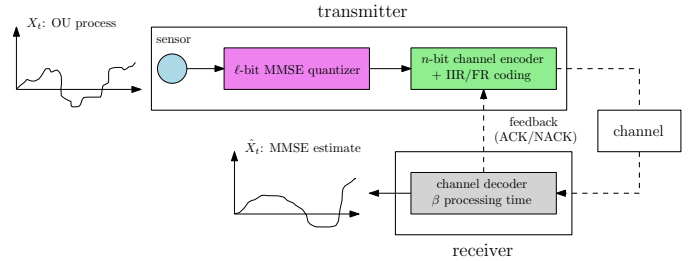 transmitter
X_t: OU process
sensor
ℓ-bit MMSE quantizer
n-bit channel encoder
+ IIR/FR coding
feedback
(ACK/NACK)
channel
X̂_t: MMSE estimate
channel decoder
β processing time
receiver